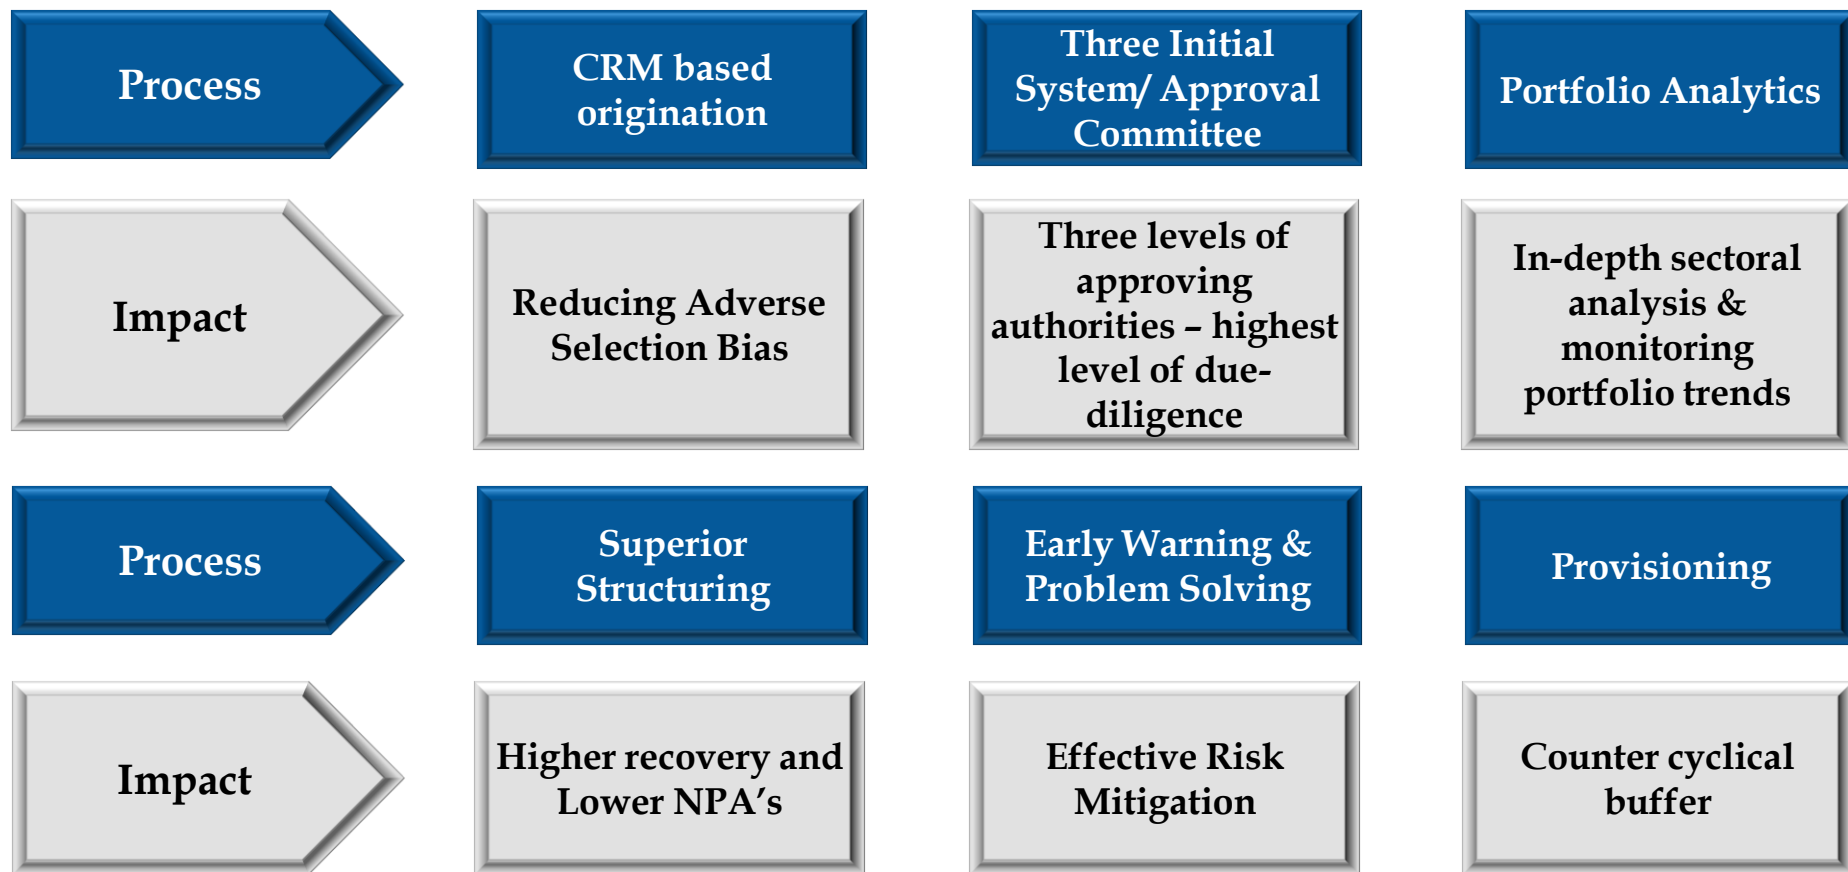 Process
CRM based
origination
Three Initial
System/ Approval
Committee
Portfolio Analytics
Impact
Reducing Adverse
Selection Bias
Three levels of
approving
authorities – highest
level of due-
diligence
In-depth sectoral
analysis &
monitoring
portfolio trends
Process
Superior
Structuring
Early Warning &
Problem Solving
Provisioning
Impact
Higher recovery and
Lower NPA’s
Effective Risk
Mitigation
Counter cyclical
buffer